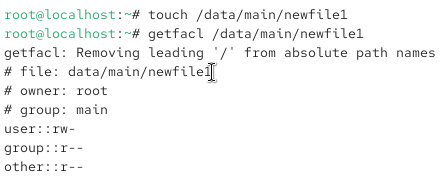 root@localhost:~# touch /data/main/newfile1
root@localhost:~# getfacl /data/main/newfile1
getfacl: Removing leading '/' from absolute path names
# file: data/main/newfile1
# owner: root
# group: main
user::rw-
group::r--
other::r--